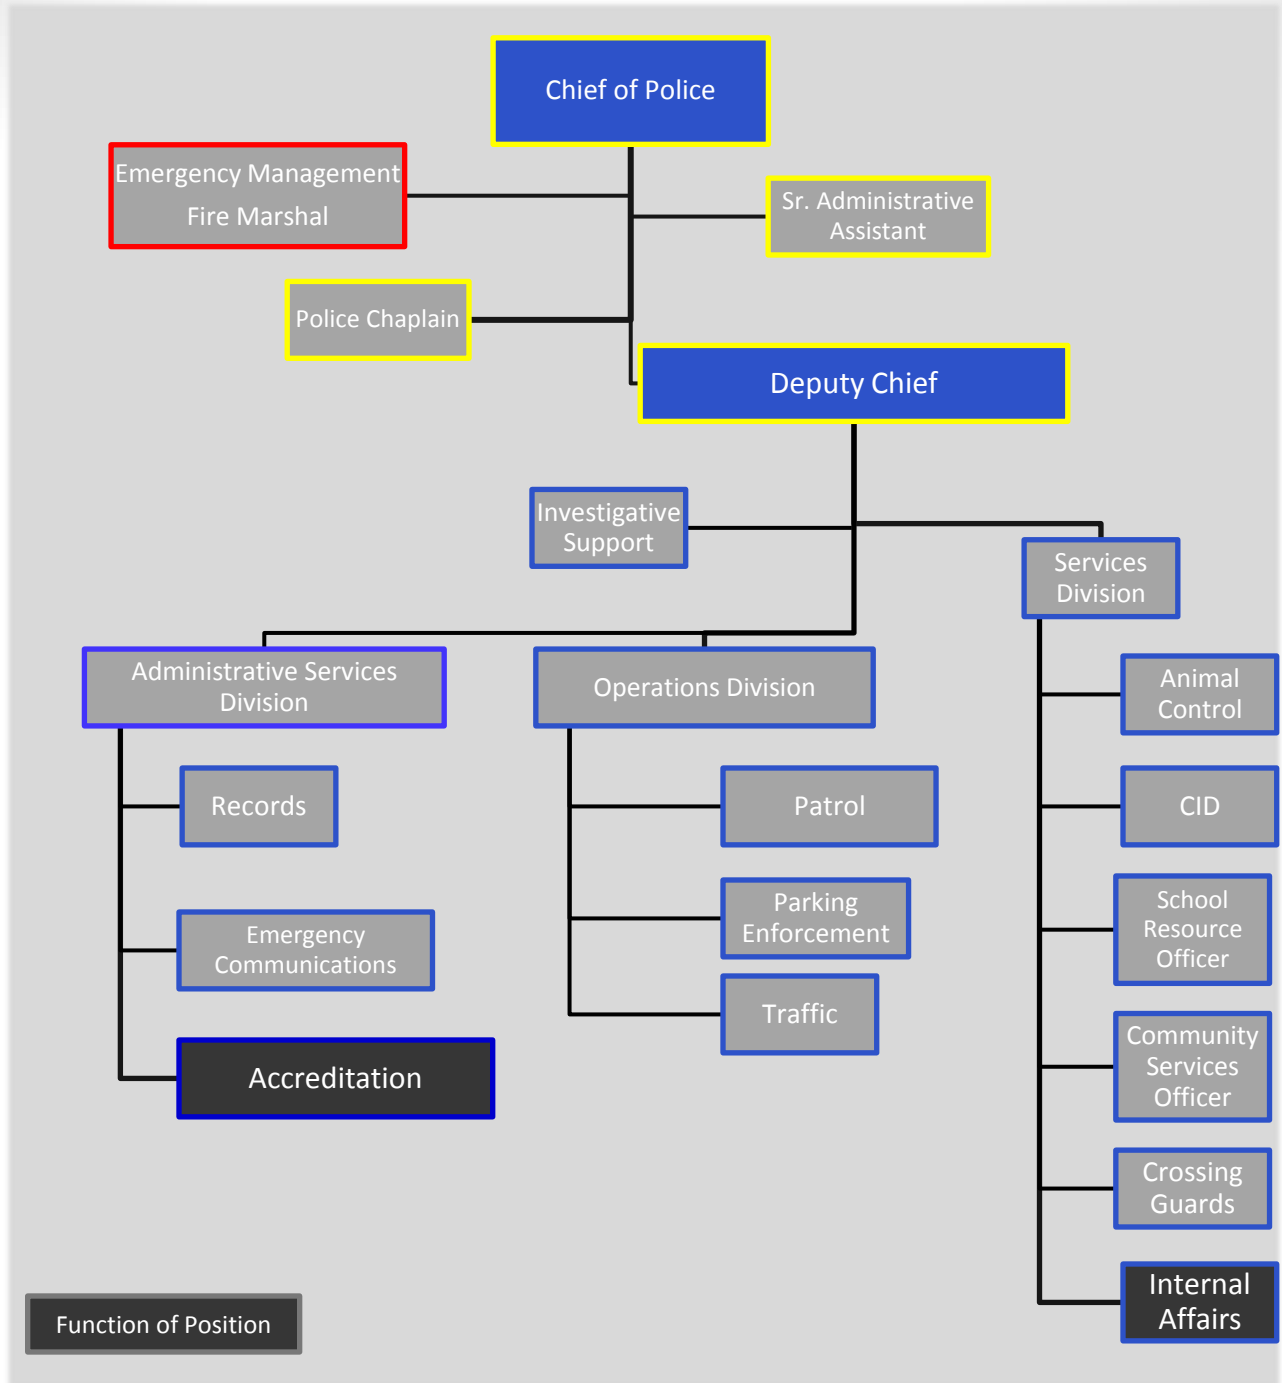 Chief of Police
Emergency Management
Fire Marshal
Sr. Administrative
Assistant
Police Chaplain
Deputy Chief
Investigative
Support
Services
Division
Administrative Services
Division
Operations Division
Animal
Control
Records
Patrol
CID
Parking
Enforcement
School
Resource
Officer
Emergency
Communications
Traffic
Community
Services
Officer
Accreditation
Crossing
Guards
Internal
Affairs
Function of Position